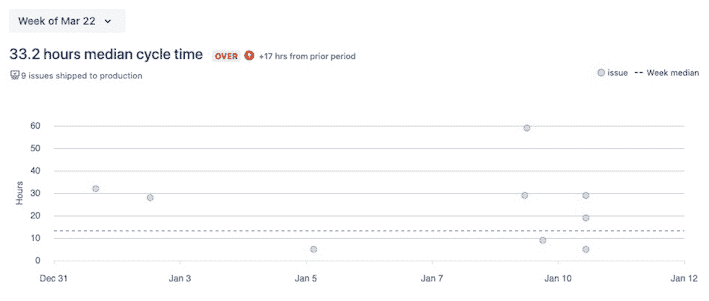 Week of Mar 22
33.2 hours median cycle time OVER +17 hrs from prior period
9 issues shipped to production
issue Week median
60
50
40
30
20
10
0
Hours
Dec 31 Jan 3 Jan 5 Jan 7 Jan 10 Jan 12